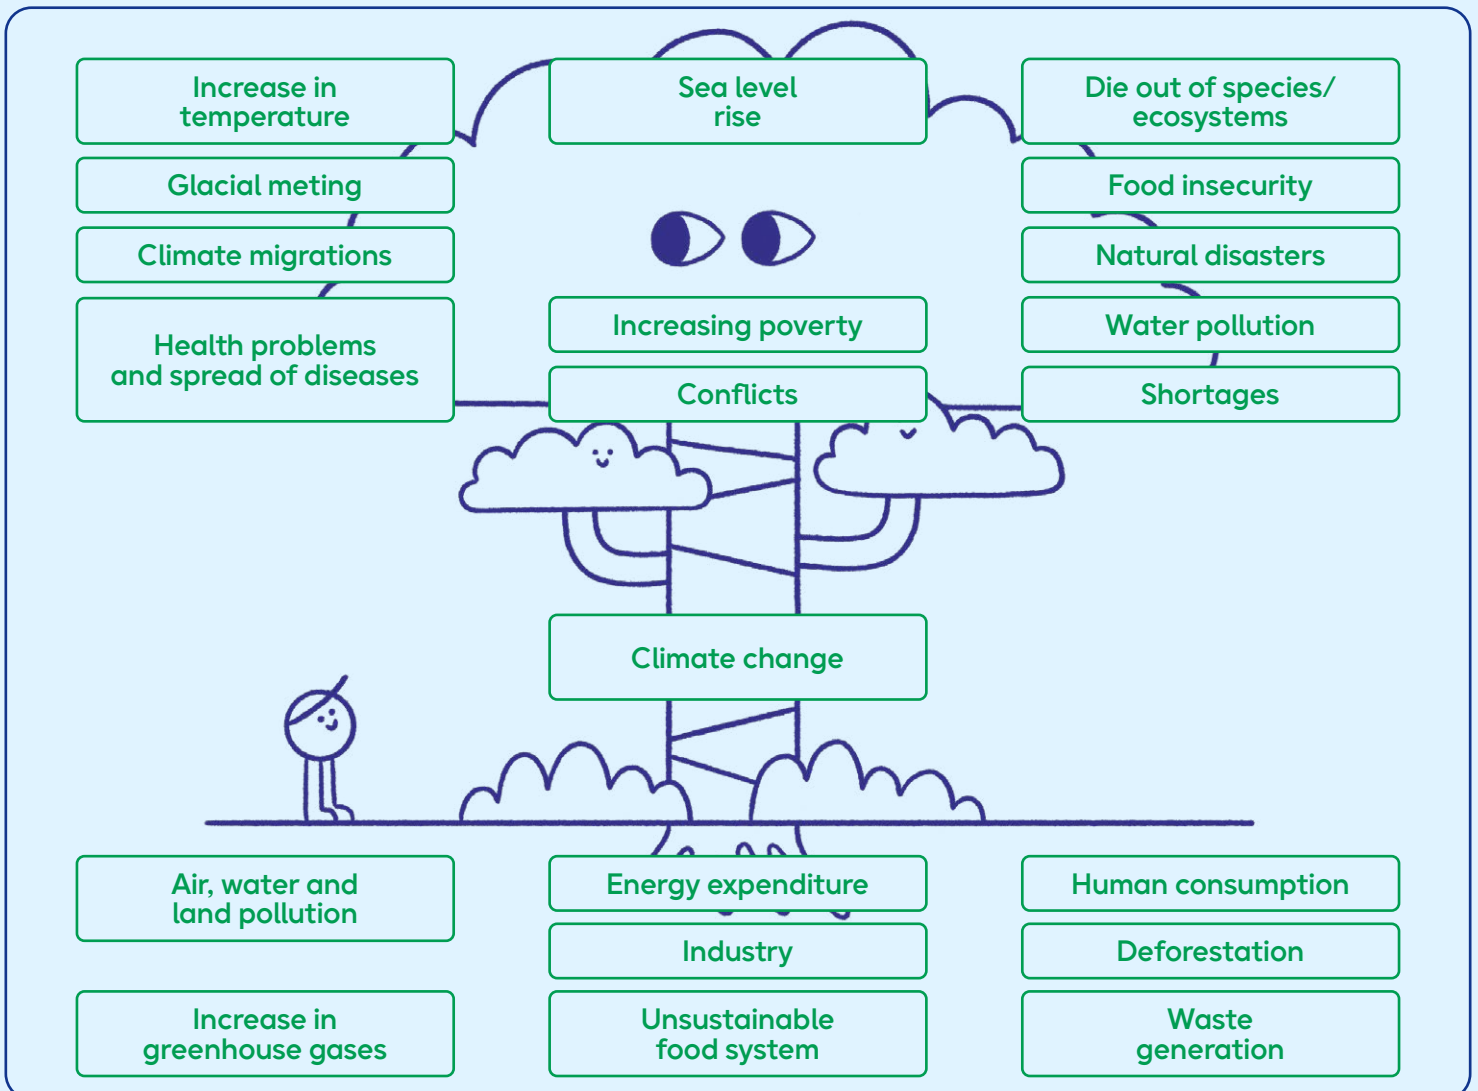 Increase in
temperature
Sea level
rise
Die out of species/
ecosystems
Glacial meting
Food insecurity
Climate migrations
Natural disasters
Health problems
and spread of diseases
Increasing poverty
Water pollution
Conflicts
Shortages
Climate change
Air, water and
land pollution
Energy expenditure
Human consumption
Industry
Deforestation
Increase in
greenhouse gases
Unsustainable
food system
Waste
generation